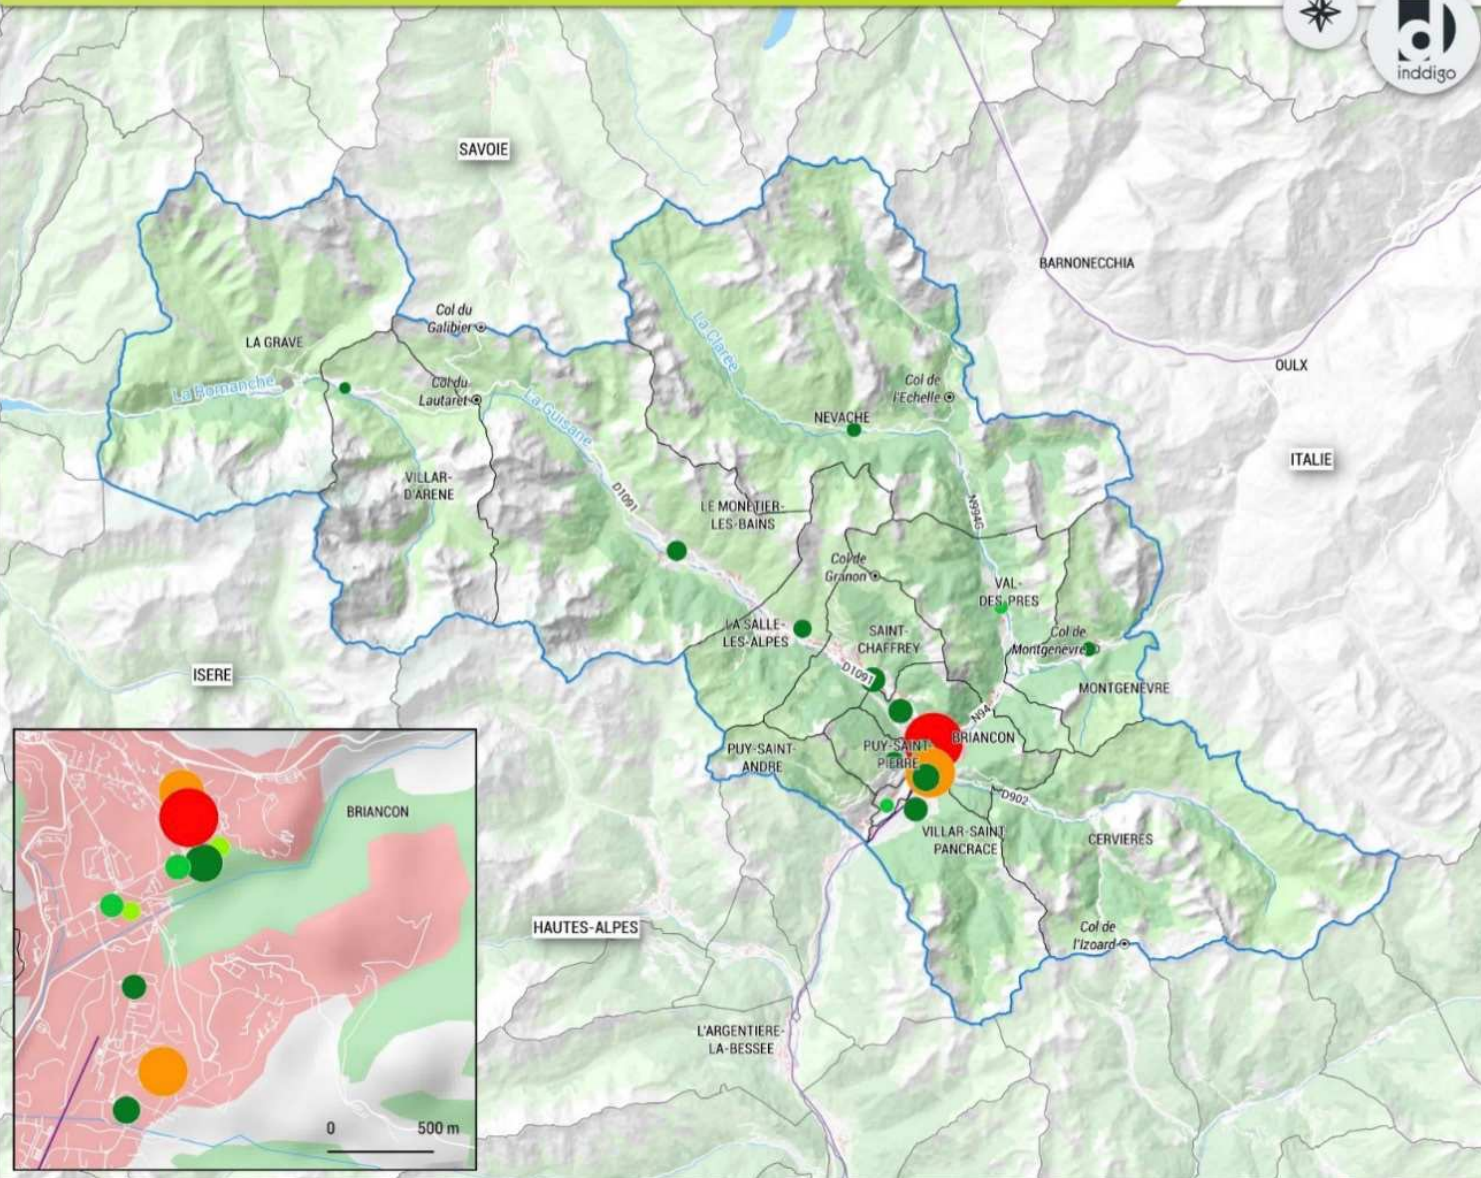 inddigo
SAVOIE
BARNONECCHIA
Col du
Galibier
LA GRAVE
OULX
La Romanche
Col du
Lautaret
La Guisane
La Clarée
Col de
l'Echelle
NEVACHE
ITALIE
VILLAR-
D'ARENE
D1091
LE MONETIER-
LES-BAINS
N994G
Col de
Granon
VAL-
DES-PRES
LA SALLE-
LES-ALPES
SAINT-
CHAFFREY
Col de
Montgenèvre
ISERE
D1091
MONTGENEVRE
N94
PUY-SAINT-
ANDRE
PUY-SAINT-
PIERRE
BRIANCON
D902
VILLAR-SAINT
PANCRACE
CERVIERES
HAUTES-ALPES
Col de
l'Izoard
L'ARGENTIERE-
LA-BESSEE
BRIANCON
0 500 m